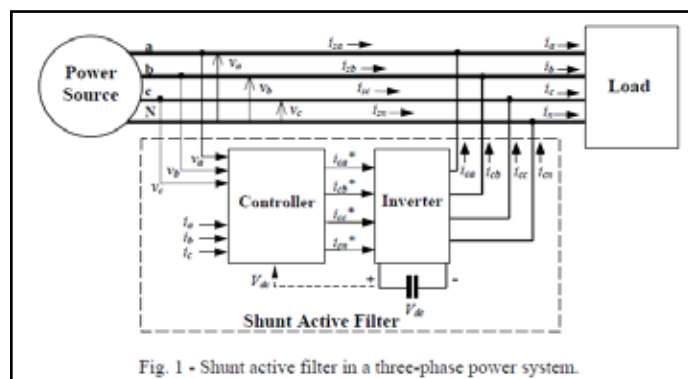 a
i_sa
i_a
Power
Source
v_a
b
i_sb
i_b
v_b
c
i_sc
i_c
Load
N
v_c
i_sn
i_n
v_a
v_b
v_c
i_ca*
i_cb*
i_cc*
i_cn*
i_ca
i_cb
i_cc
i_cn
Controller
Inverter
i_a
i_b
i_c
V_dc
+
-
V_dc
Shunt Active Filter
Fig. 1 - Shunt active filter in a three-phase power system.